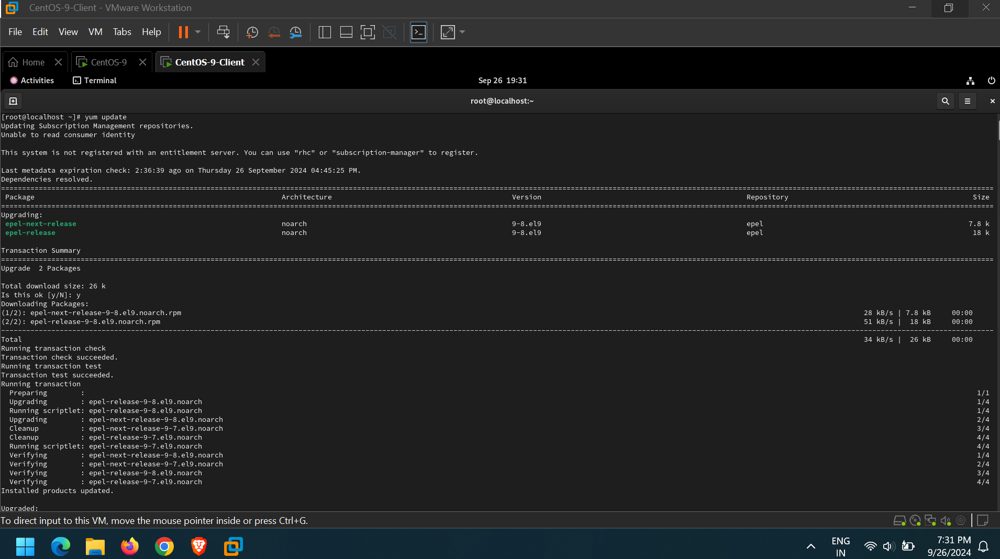 CentOS-9-Client - VMware Workstation
File Edit View VM Tabs Help
Home CentOS-9 CentOS-9-Client
Activities Terminal Sep 26 19:31
root@localhost:~
[root@localhost ~]# yum update
Updating Subscription Management repositories.
Unable to read consumer identity
This system is not registered with an entitlement server. You can use "rhc" or "subscription-manager" to register.
Last metadata expiration check: 2:36:39 ago on Thursday 26 September 2024 04:45:25 PM.
Dependencies resolved.
Package Architecture Version Repository Size
Upgrading:
epel-next-release noarch 9-8.el9 epel 7.8 k
epel-release noarch 9-8.el9 epel 18 k
Transaction Summary
Upgrade 2 Packages
Total download size: 26 k
Is this ok [y/N]: y
Downloading Packages:
(1/2): epel-next-release-9-8.el9.noarch.rpm 28 kB/s | 7.8 kB 00:00
(2/2): epel-release-9-8.el9.noarch.rpm 51 kB/s | 18 kB 00:00
Total 34 kB/s | 26 kB 00:00
Running transaction check
Transaction check succeeded.
Running transaction test
Transaction test succeeded.
Running transaction
Preparing : 1/1
Upgrading : epel-release-9-8.el9.noarch 1/4
Running scriptlet: epel-release-9-8.el9.noarch 1/4
Upgrading : epel-next-release-9-8.el9.noarch 2/4
Cleanup : epel-next-release-9-7.el9.noarch 3/4
Cleanup : epel-release-9-7.el9.noarch 4/4
Running scriptlet: epel-release-9-7.el9.noarch 4/4
Verifying : epel-next-release-9-8.el9.noarch 1/4
Verifying : epel-next-release-9-7.el9.noarch 2/4
Verifying : epel-release-9-8.el9.noarch 3/4
Verifying : epel-release-9-7.el9.noarch 4/4
Installed products updated.
Upgraded:
To direct input to this VM, move the mouse pointer inside or press Ctrl+G.
ENG 7:31 PM
IN 9/26/2024